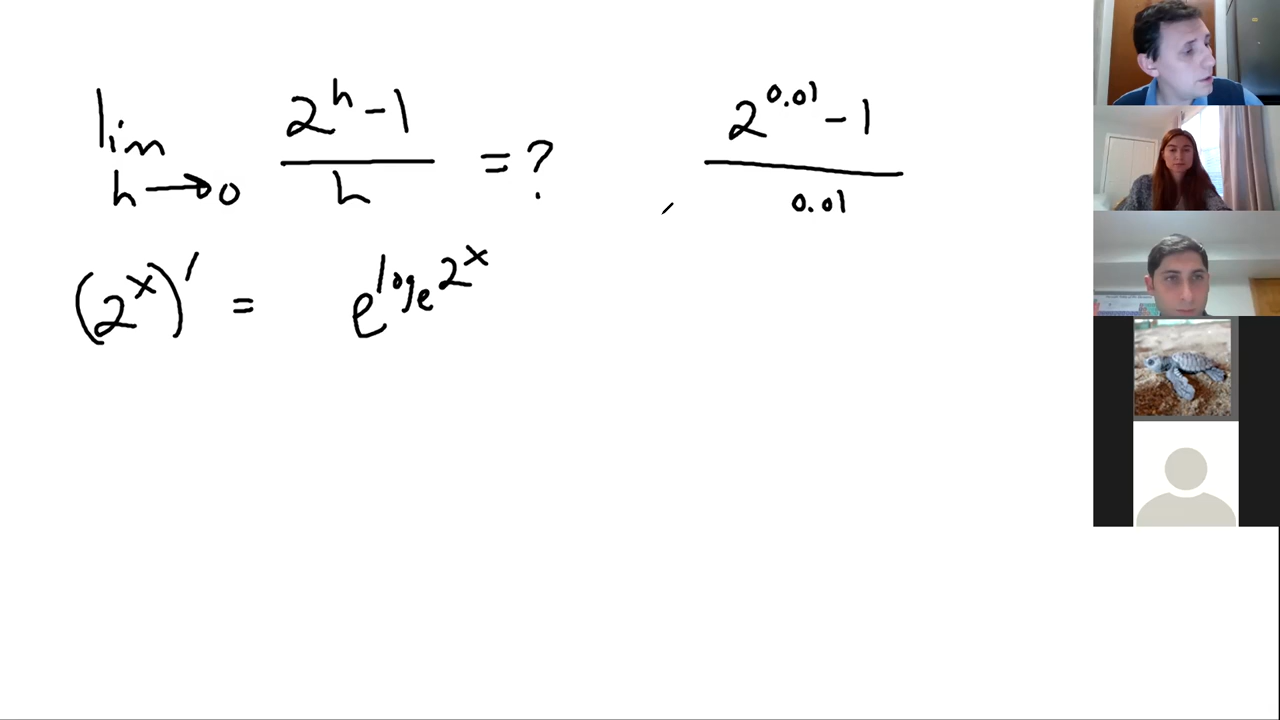 lim h→0 (2^h - 1)/h = ?
(2^0.01 - 1)/0.01
(2^x)' = e^(log_e 2^x)